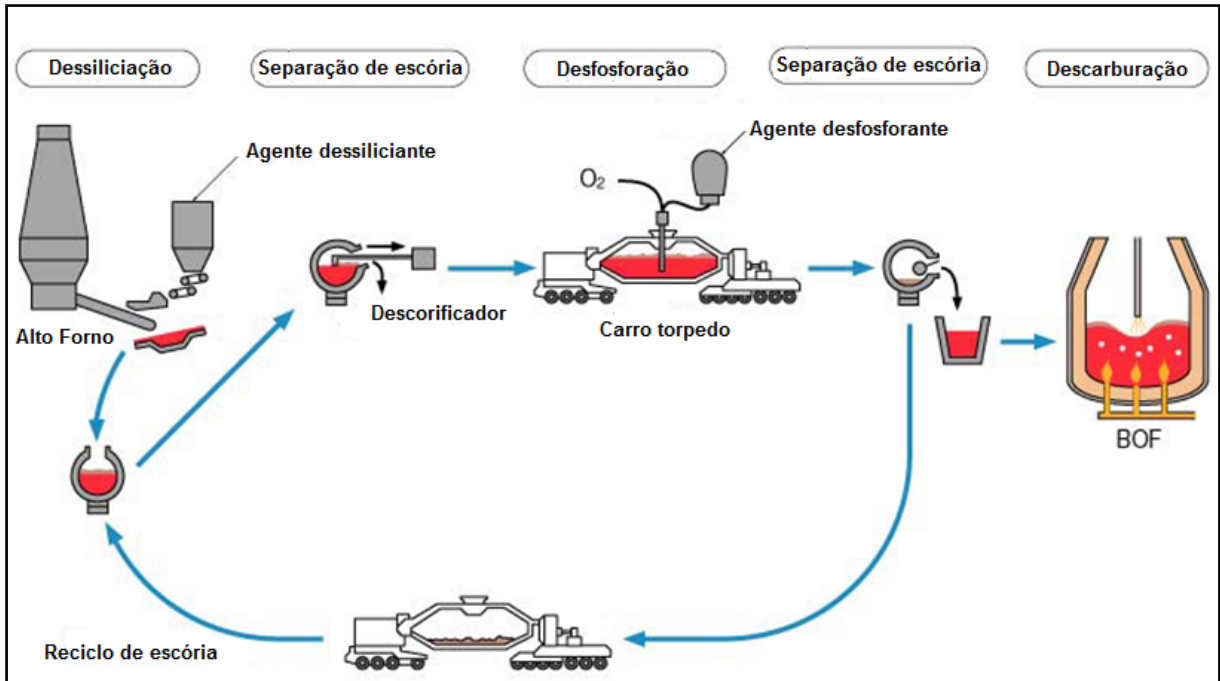 Dessiliciação
Separação de escória
Desfosforação
Separação de escória
Descarburação
Agente dessiliciante
Agente desfosforante
O₂
Descorificador
Alto Forno
Carro torpedo
BOF
Reciclo de escória